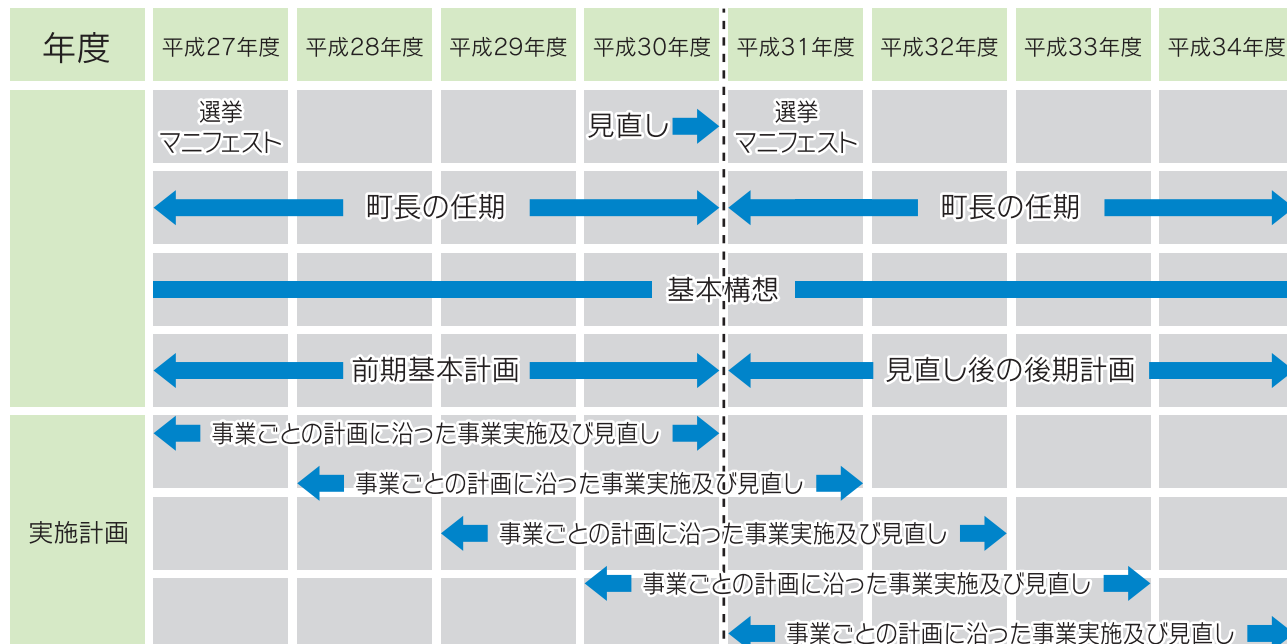 年度 平成27年度 平成28年度 平成29年度 平成30年度 平成31年度 平成32年度 平成33年度 平成34年度
選挙
マニフェスト
見直し
選挙
マニフェスト
町長の任期 町長の任期
基本構想
前期基本計画 見直し後の後期計画
実施計画
事業ごとの計画に沿った事業実施及び見直し
事業ごとの計画に沿った事業実施及び見直し
事業ごとの計画に沿った事業実施及び見直し
事業ごとの計画に沿った事業実施及び見直し
事業ごとの計画に沿った事業実施及び見直し